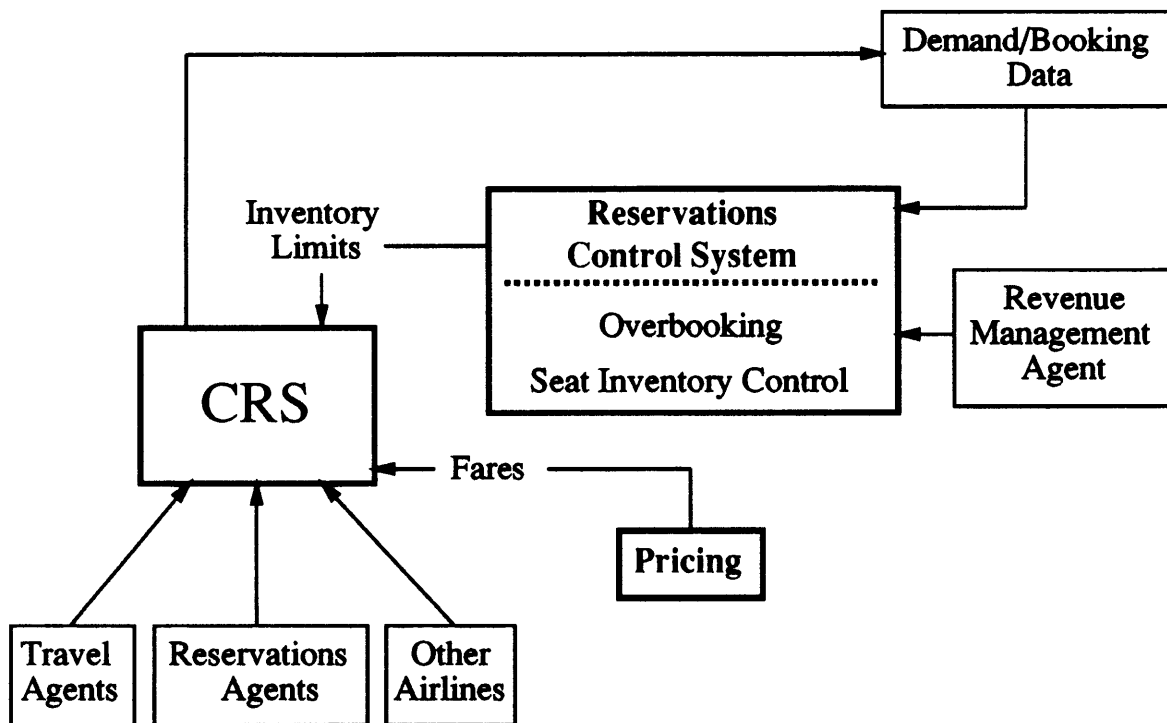 Demand/Booking
Data
Inventory
Limits
Reservations
Control System
Overbooking
Seat Inventory Control
Revenue
Management
Agent
CRS
Fares
Pricing
Travel
Agents
Reservations
Agents
Other
Airlines